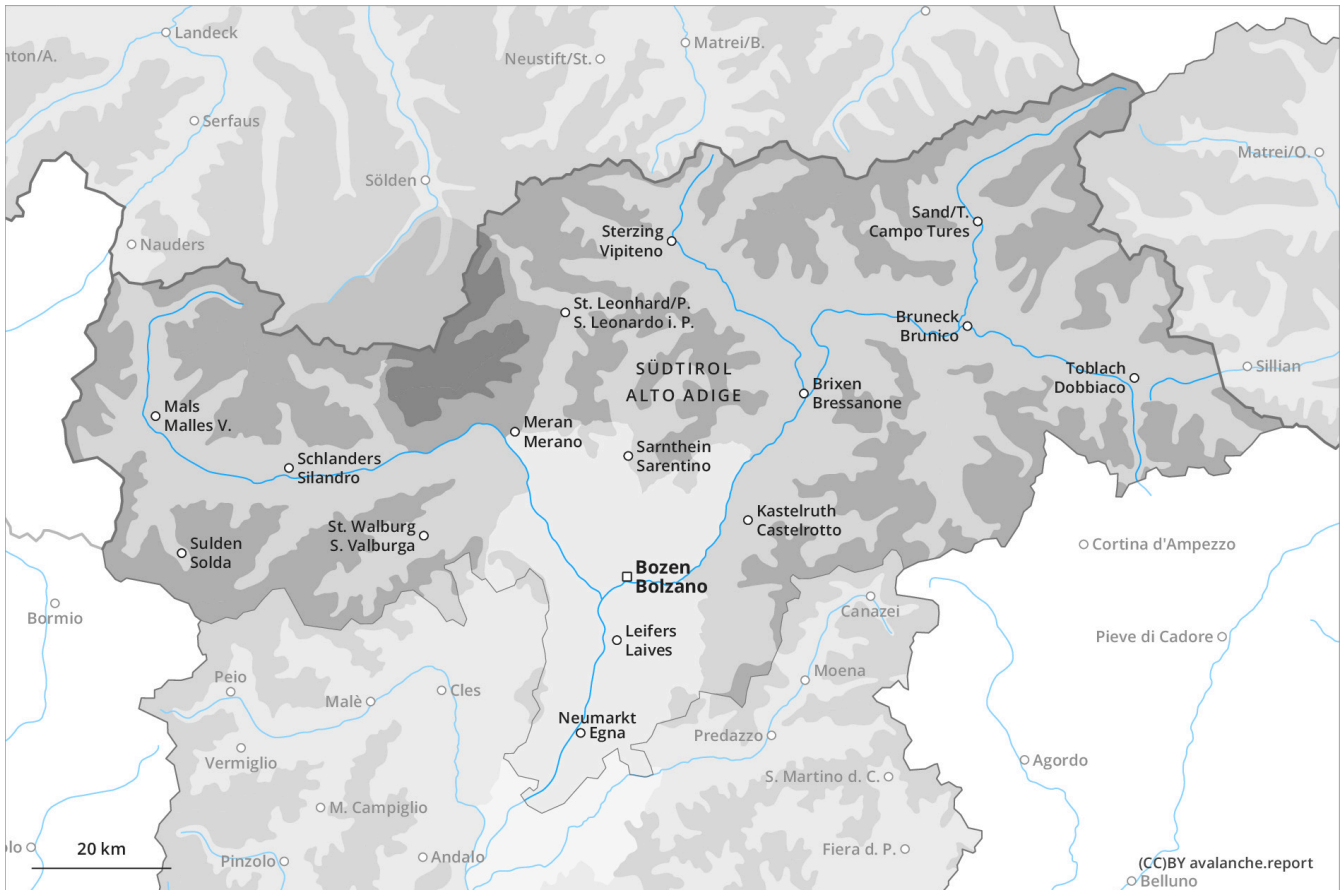 Landeck
nton/A.
Neustift/St.
Matrei/B.
Serfaus
Matrei/O.
Sölden
Nauders
Sterzing
Vipiteno
Sand/T.
Campo Tures
St. Leonhard/P.
S. Leonardo i. P.
Bruneck
Brunico
SÜDTIROL
ALTO ADIGE
Toblach
Dobbiaco
Sillian
Brixen
Bressanone
Mals
Malles V.
Meran
Merano
Schlanders
Silandro
Sarnthein
Sarentino
St. Walburg
S. Valburga
Kastelruth
Castelrotto
Sulden
Solda
Cortina d'Ampezzo
Bozen
Bolzano
Bormio
Canazei
Leifers
Laives
Pieve di Cadore
Peio
Malè
Cles
Moena
Neumarkt
Egna
Predazzo
Vermiglio
Agordo
S. Martino d. C.
M. Campiglio
20 km
Pinzolo
Andalo
Fiera d. P.
(CC)BY avalanche.report
Belluno